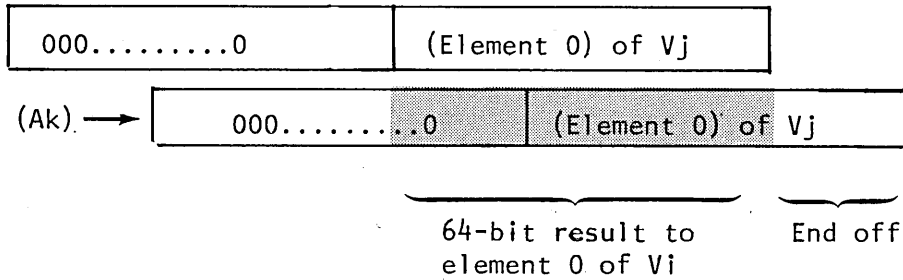 000.........0 (Element 0) of Vj
(Ak) 000.........0 (Element 0) of Vj
64-bit result to End off
element 0 of Vi